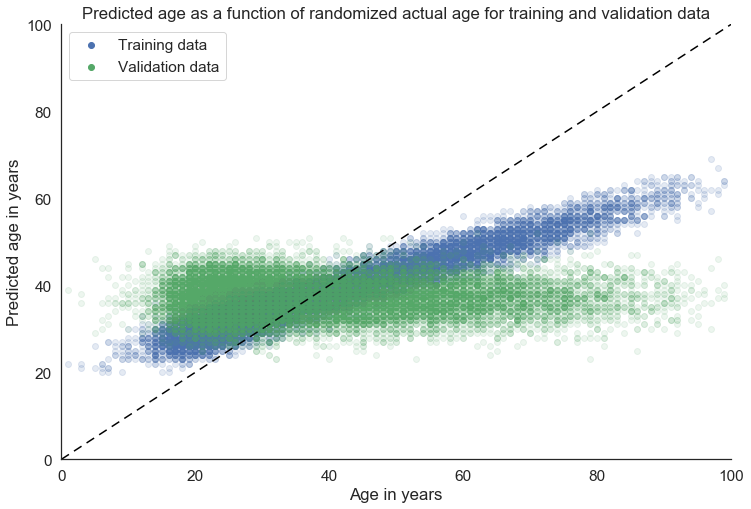 Predicted age as a function of randomized actual age for training and validation data
100
Training data
Validation data
80
60
40
20
0
Predicted age in years
0 20 40 60 80 100
Age in years